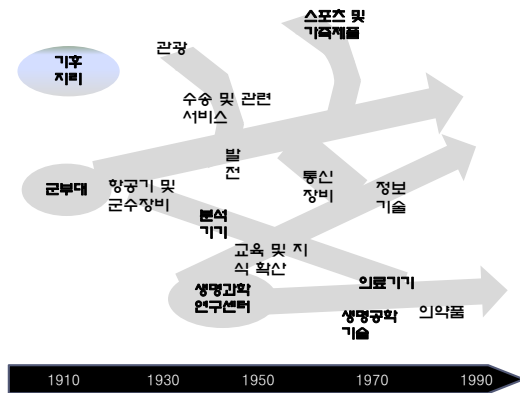 스포츠 및
가죽제품
관광
기후
지리
수송 및 관련
서비스
발
전
통신
장비
정보
기술
군부대
항공기 및
군수장비
분석
기기
교육 및 지
식 확산
생명과학
연구센터
의료기기
생명공학
기술
의약품
1910
1930
1950
1970
1990